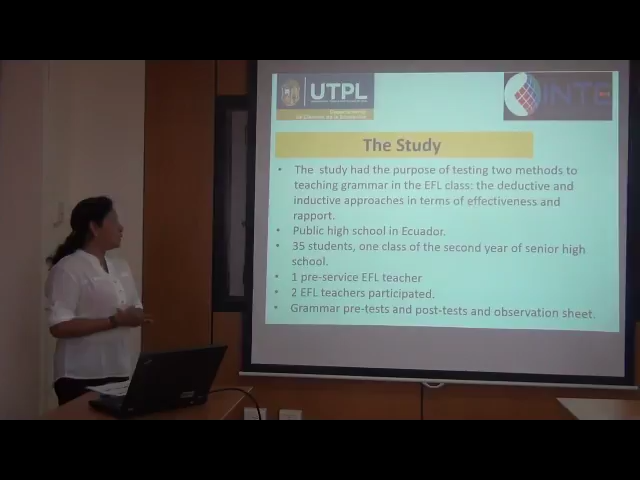 UTPL
INTE
The Study
• The study had the purpose of testing two methods to
teaching grammar in the EFL class: the deductive and
inductive approaches in terms of effectiveness and
rapport.
• Public high school in Ecuador.
• 35 students, one class of the second year of senior high
school.
• 1 pre-service EFL teacher
• 2 EFL teachers participated.
• Grammar pre-tests and post-tests and observation sheet.